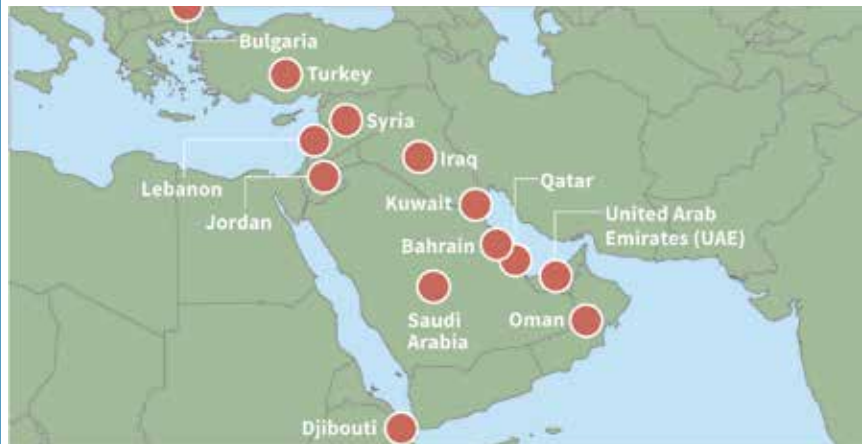 Bulgaria
Turkey
Syria
Iraq
Lebanon
Jordan
Qatar
Kuwait
United Arab
Emirates (UAE)
Bahrain
Saudi
Arabia
Oman
Djibouti